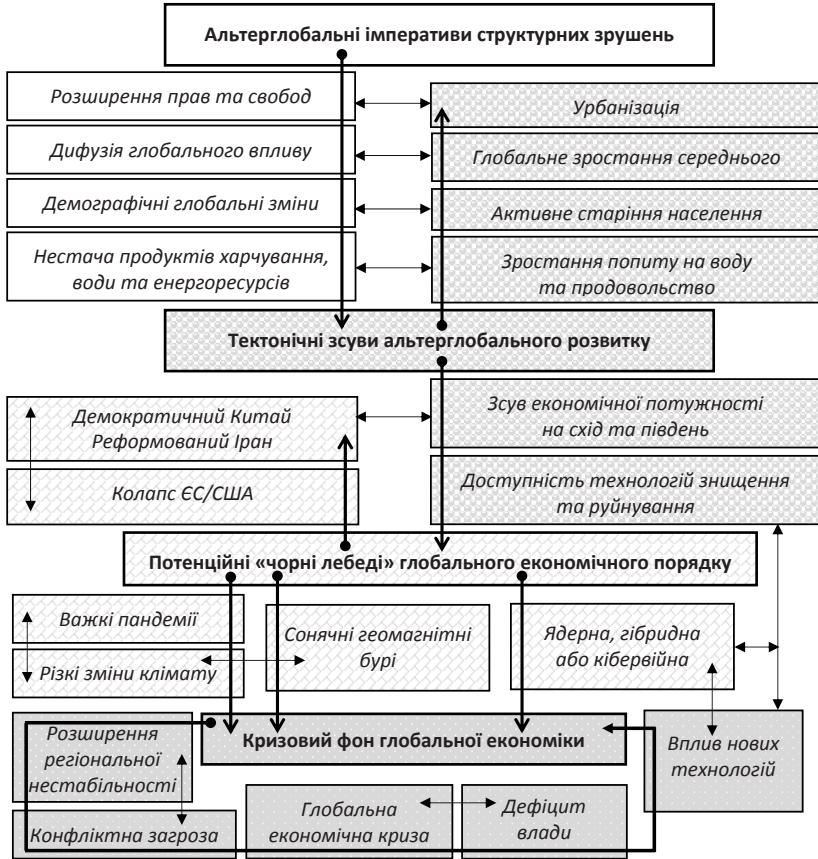 Альтерглобальні імперативи структурних зрушень
Розширення прав та свобод
Урбанізація
Дифузія глобального впливу
Глобальне зростання середнього
Демографічні глобальні зміни
Активне старіння населення
Нестача продуктів харчування,
води та енергоресурсів
Зростання попиту на воду
та продовольство
Тектонічні зсуви альтерглобального розвитку
Демократичний Китай
Реформований Іран
Зсув економічної потужності
на схід та південь
Колапс ЄС/США
Доступність технологій знищення
та руйнування
Потенційні «чорні лебеді» глобального економічного порядку
Важкі пандемії
Різкі зміни клімату
Сонячні геомагнітні
бурі
Ядерна, гібридна
або кібервійна
Розширення
регіональної
нестабільності
Кризовий фон глобальної економіки
Вплив нових
технологій
Конфліктна загроза
Глобальна
економічна криза
Дефіцит
влади